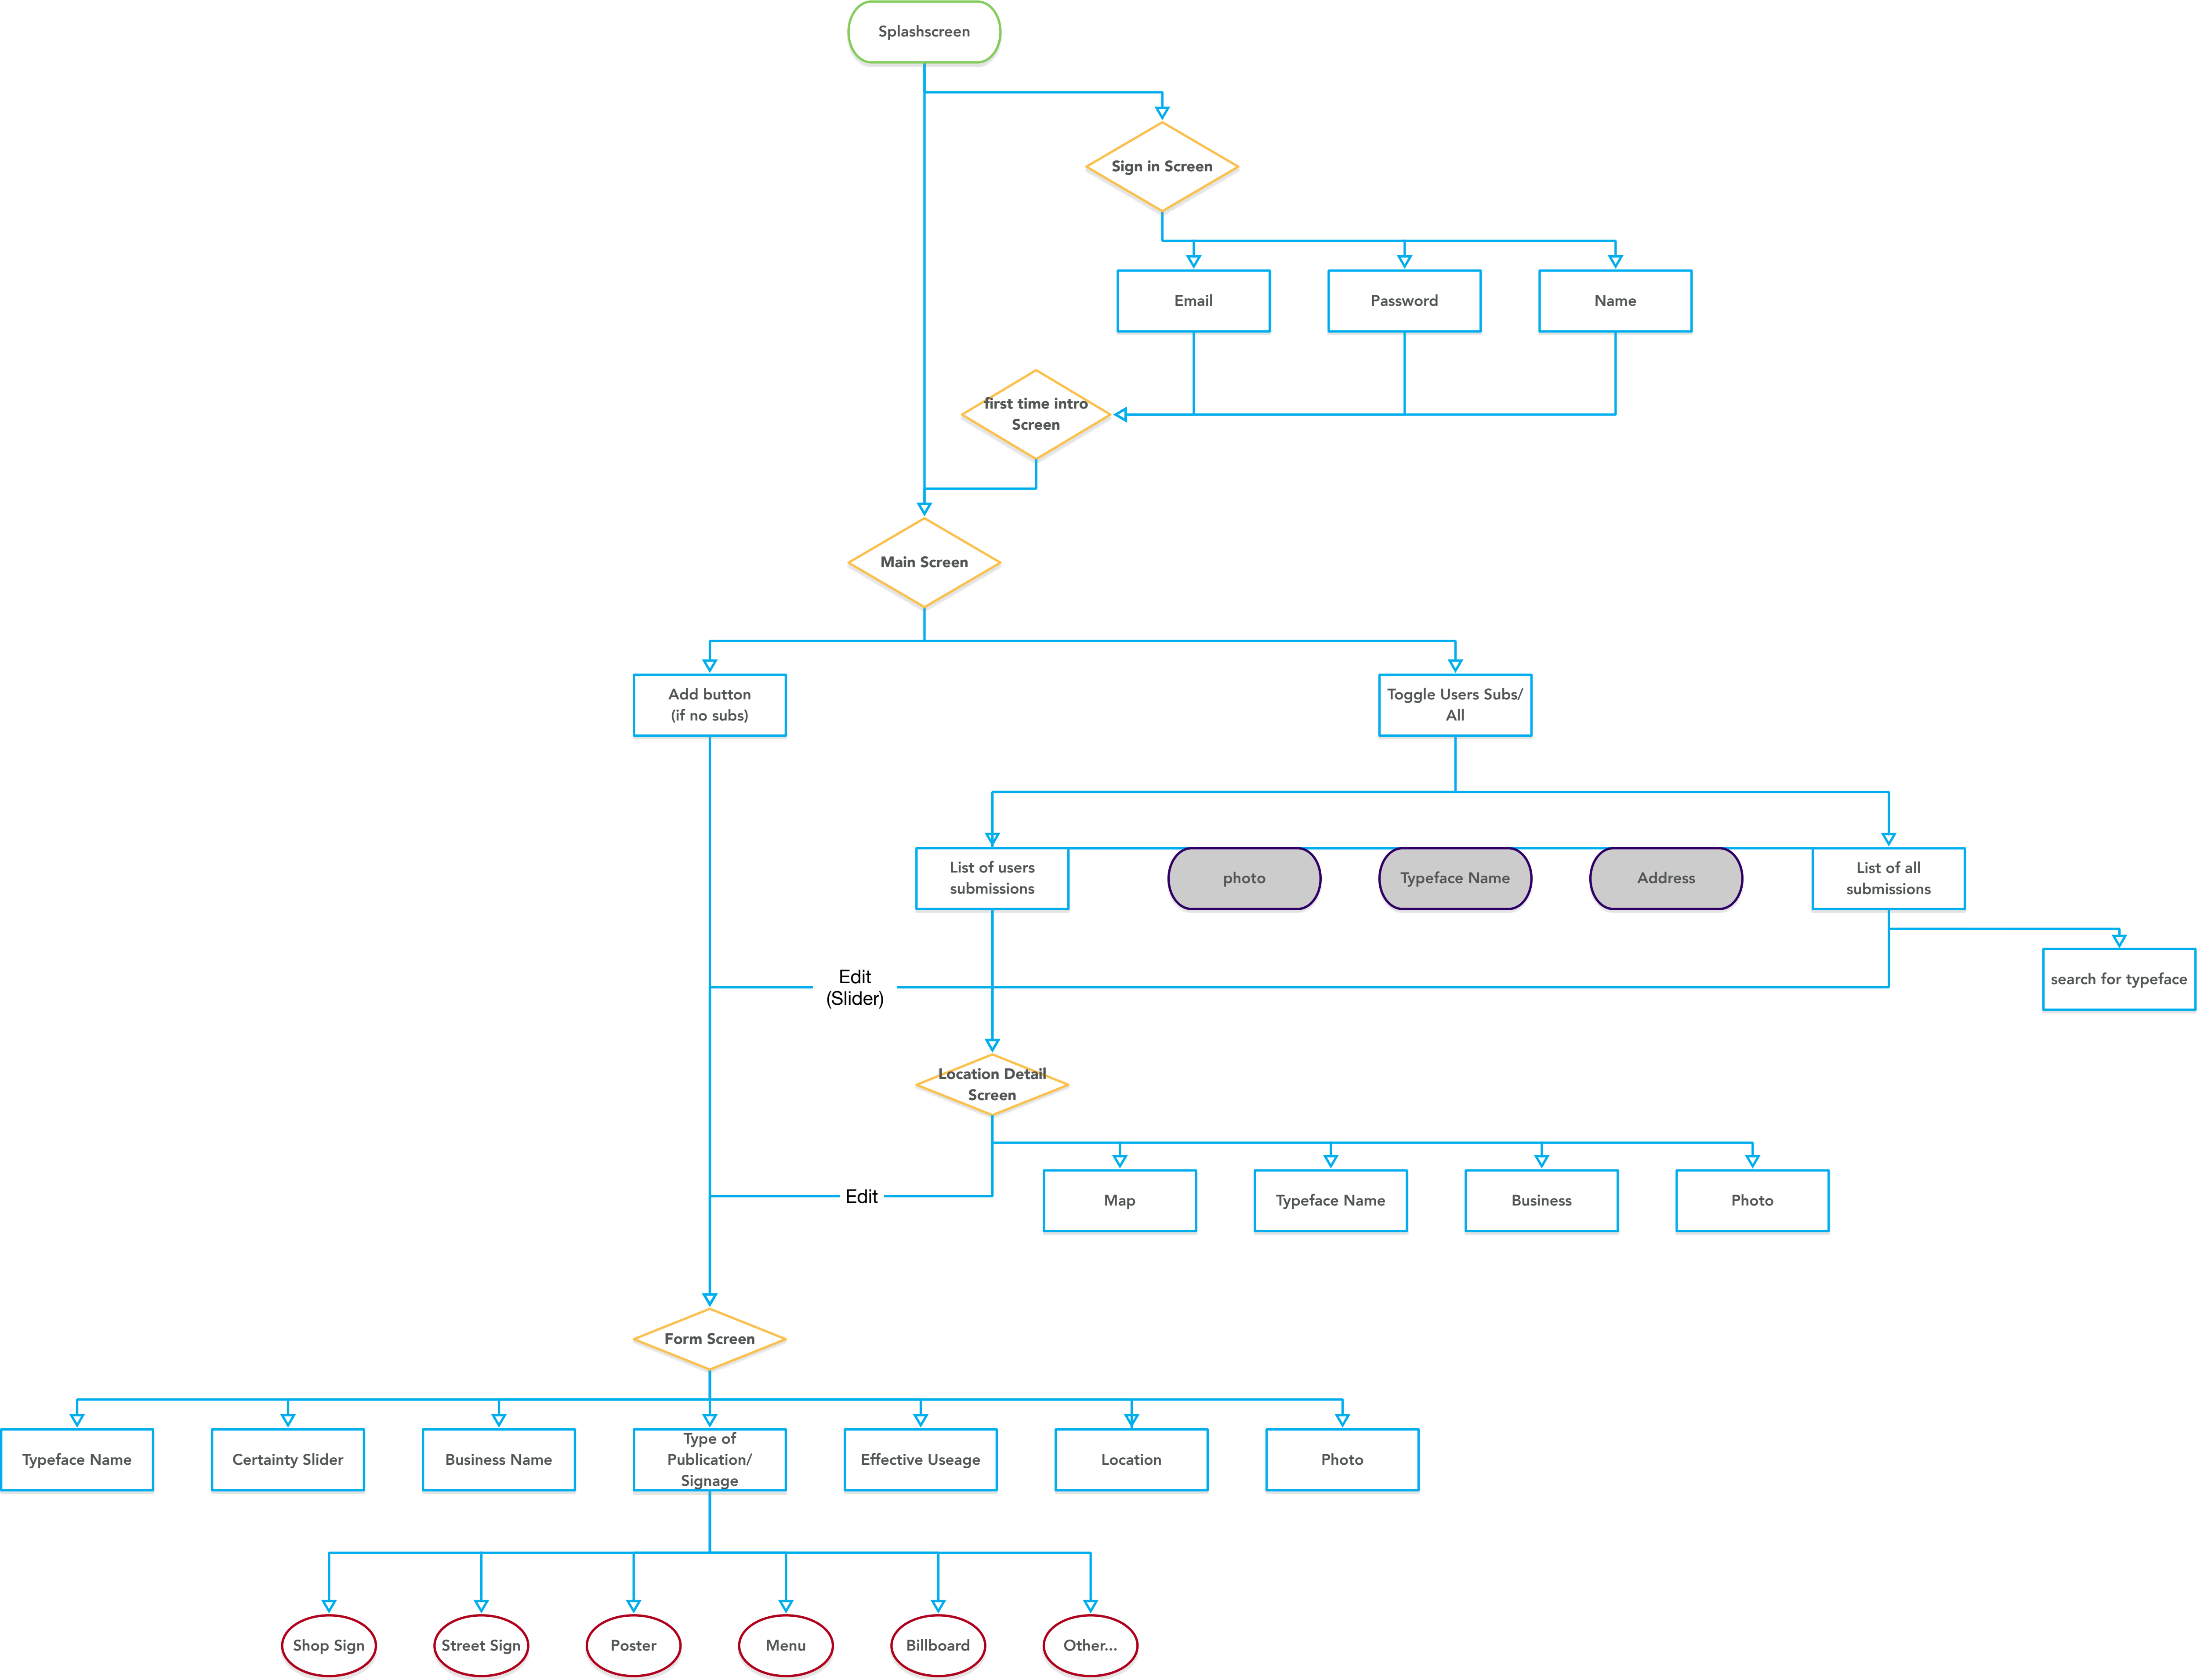 Splashscreen
Sign in Screen
Email
Password
Name
first time intro
Screen
Main Screen
Add button
(if no subs)
Toggle Users Subs/
All
List of users
submissions
photo
Typeface Name
Address
List of all
submissions
Edit
(Slider)
search for typeface
Location Detail
Screen
Edit
Map
Typeface Name
Business
Photo
Form Screen
Typeface Name
Certainty Slider
Business Name
Type of
Publication/
Signage
Effective Useage
Location
Photo
Shop Sign
Street Sign
Poster
Menu
Billboard
Other...